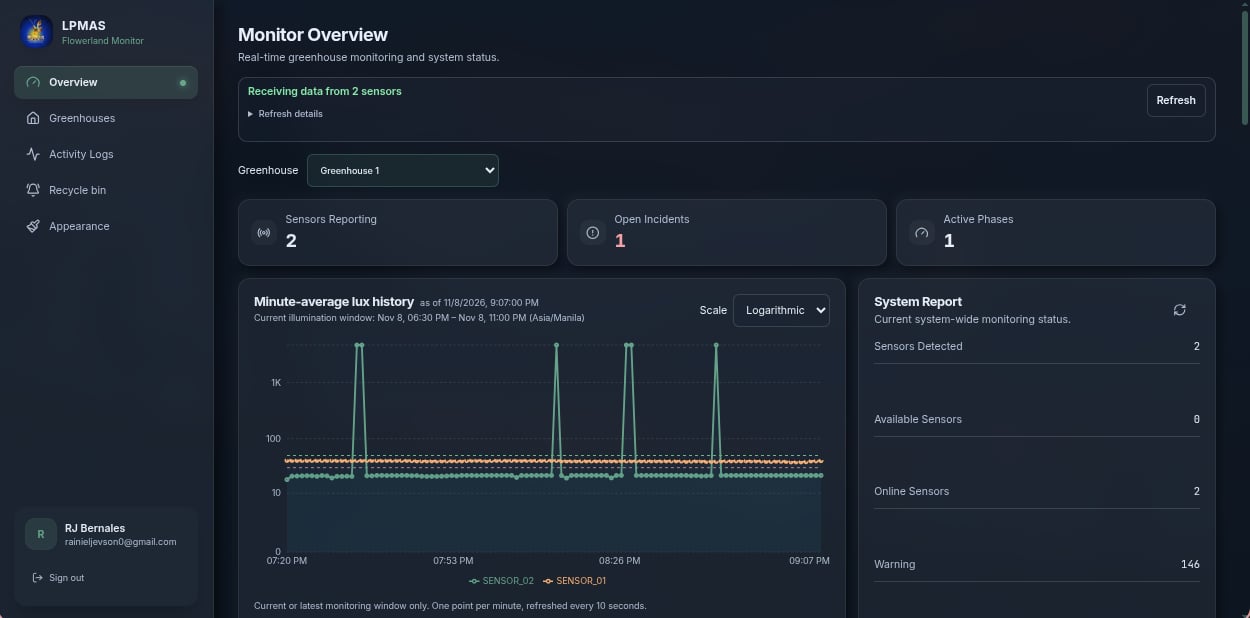 LPMAS
Flowerland Monitor
Overview
Greenhouses
Activity Logs
Recycle bin
Appearance
R
RJ Bernales
rainieljevson0@gmail.com
Sign out
Monitor Overview
Real-time greenhouse monitoring and system status.
Receiving data from 2 sensors
Refresh details
Refresh
Greenhouse
Greenhouse 1
Sensors Reporting
2
Open Incidents
1
Active Phases
1
Minute-average lux history as of 11/8/2026, 9:07:00 PM
Current illumination window: Nov 8, 06:30 PM – Nov 8, 11:00 PM (Asia/Manila)
Scale
Logarithmic
1K
100
10
0
07:20 PM
07:53 PM
08:26 PM
09:07 PM
SENSOR_02
SENSOR_01
Current or latest monitoring window only. One point per minute, refreshed every 10 seconds.
System Report
Current system-wide monitoring status.
Sensors Detected
2
Available Sensors
0
Online Sensors
2
Warning
146